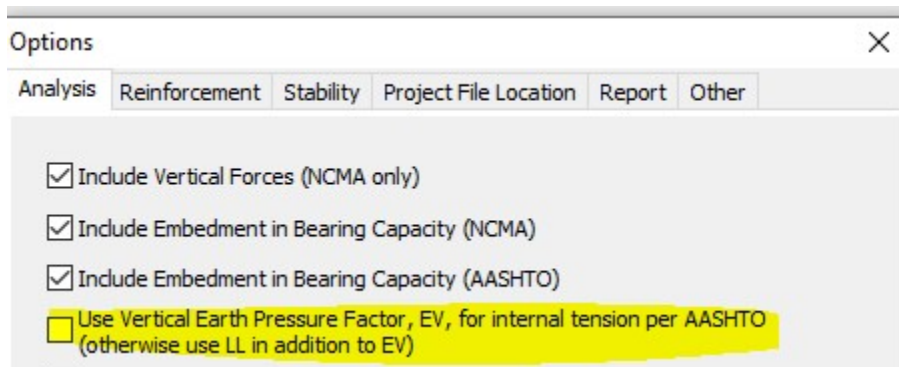 Options
Analysis Reinforcement Stability Project File Location Report Other
Include Vertical Forces (NCMA only)
Include Embedment in Bearing Capacity (NCMA)
Include Embedment in Bearing Capacity (AASHTO)
Use Vertical Earth Pressure Factor, EV, for internal tension per AASHTO
(otherwise use LL in addition to EV)